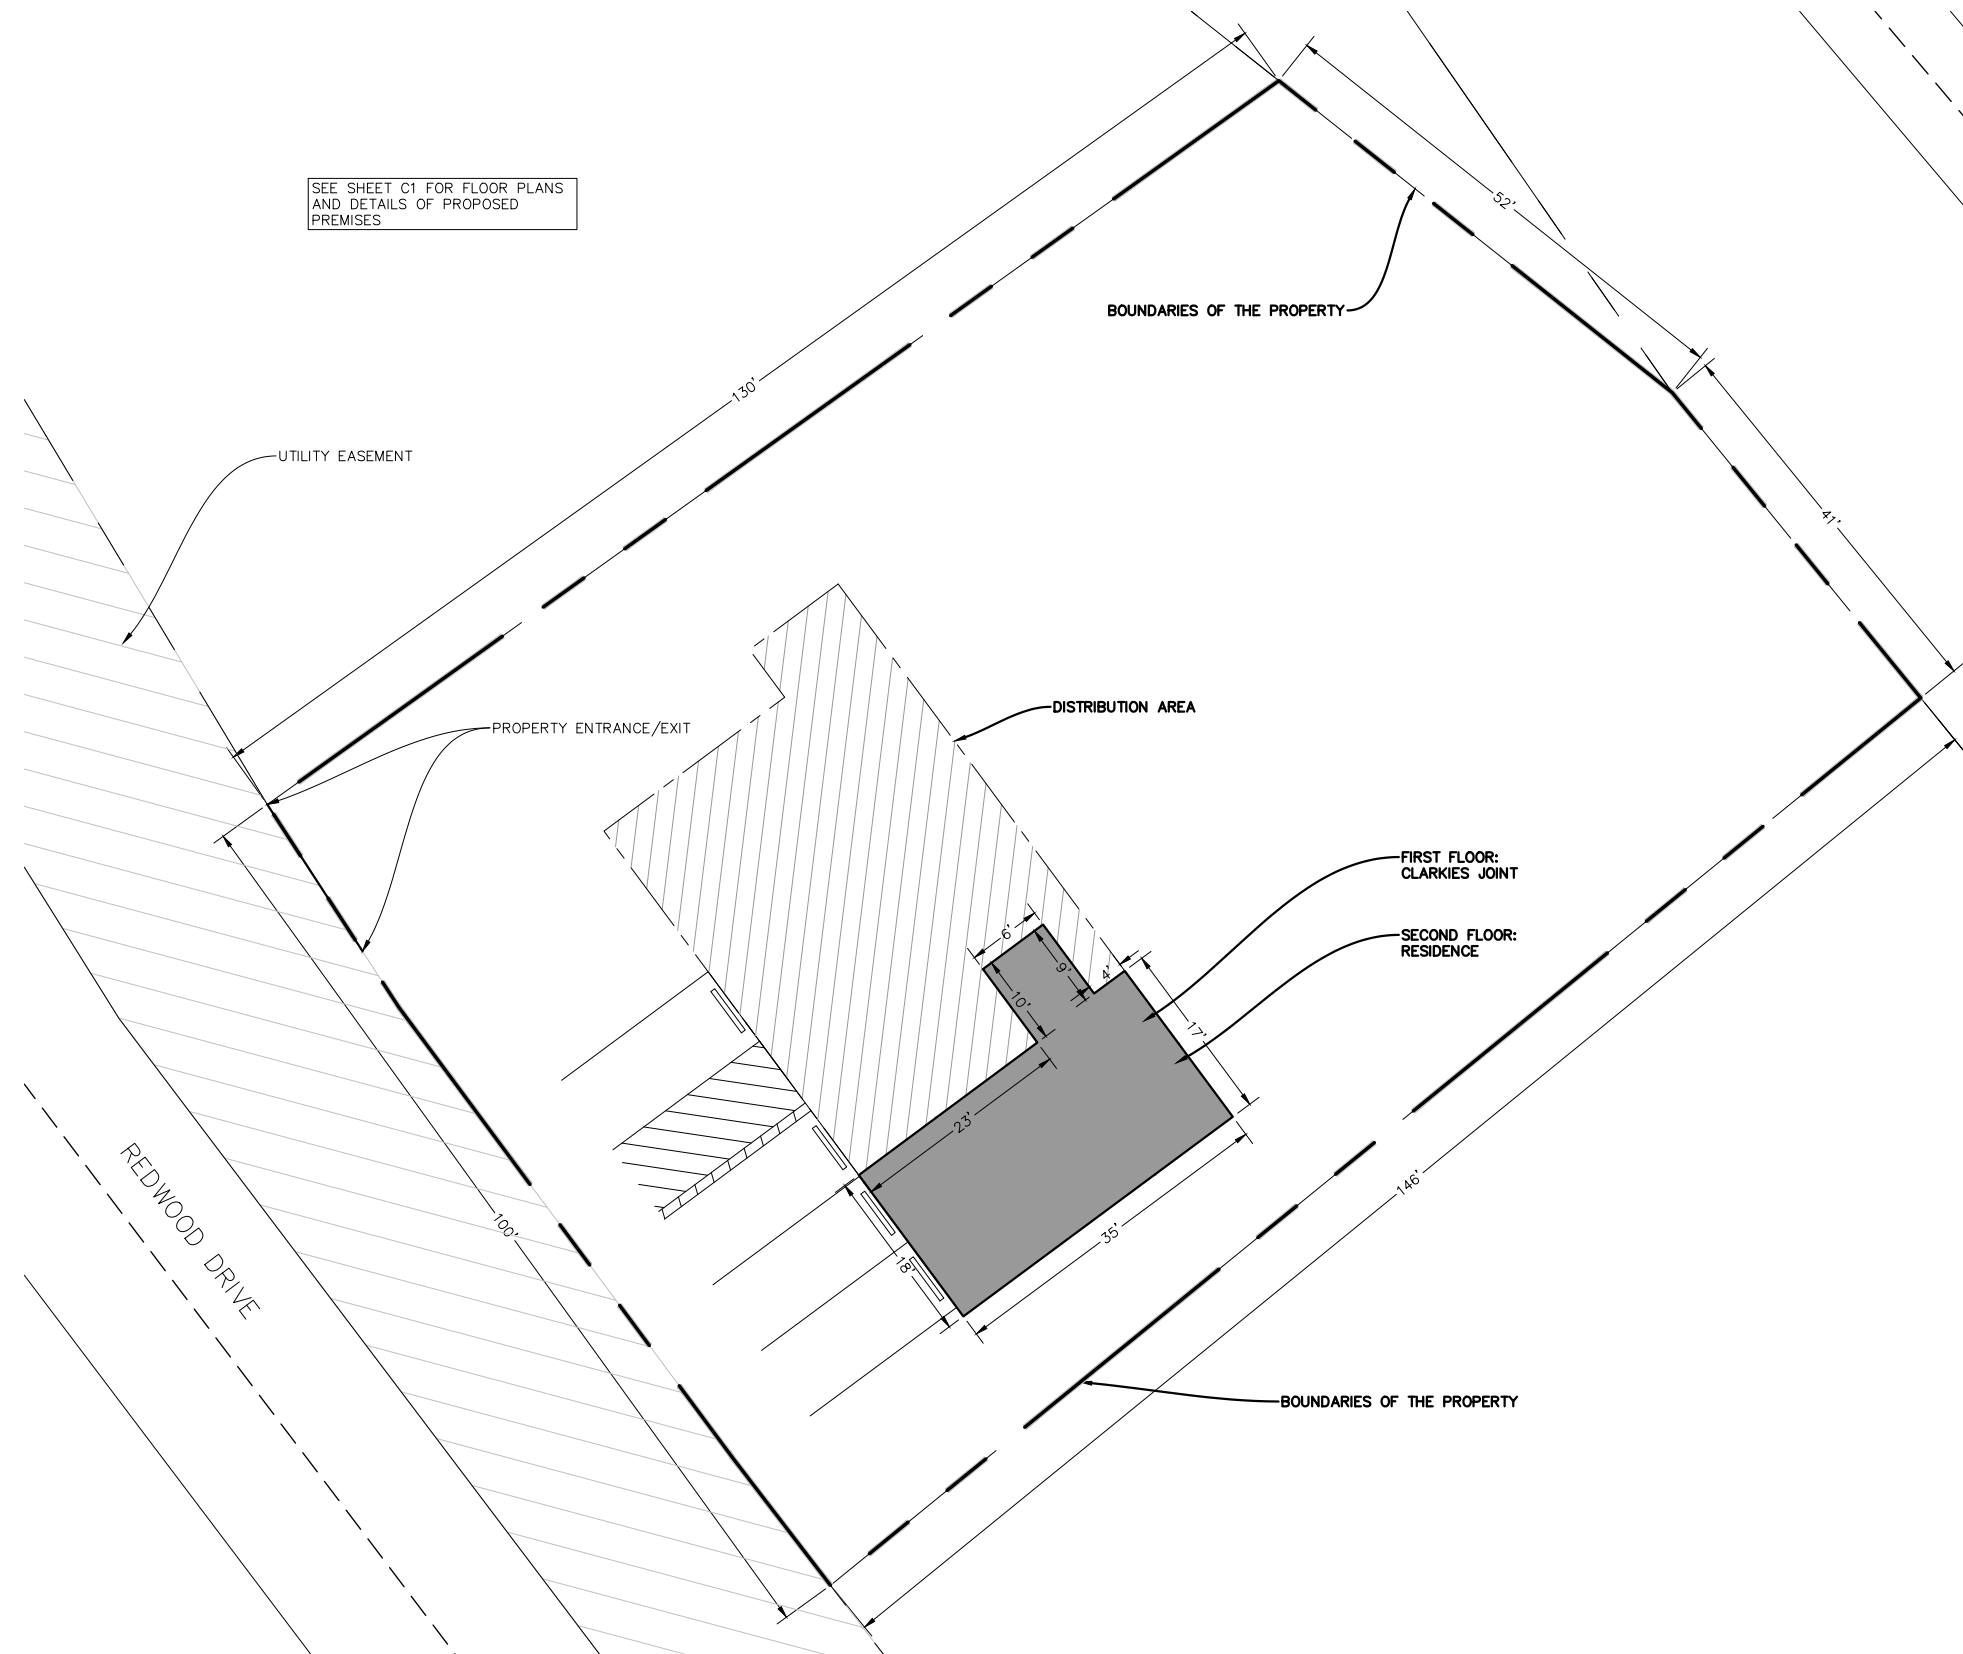 52'
SEE SHEET C1 FOR FLOOR PLANS
AND DETAILS OF PROPOSED
PREMISES
BOUNDARIES OF THE PROPERTY
130'
UTILITY EASEMENT
41'
DISTRIBUTION AREA
PROPERTY ENTRANCE/EXIT
FIRST FLOOR:
CLARKIES JOINT
SECOND FLOOR:
RESIDENCE
6'
9'
4'
10'
17'
23'
REDWOOD DRIVE
100'
146'
35'
18'
BOUNDARIES OF THE PROPERTY